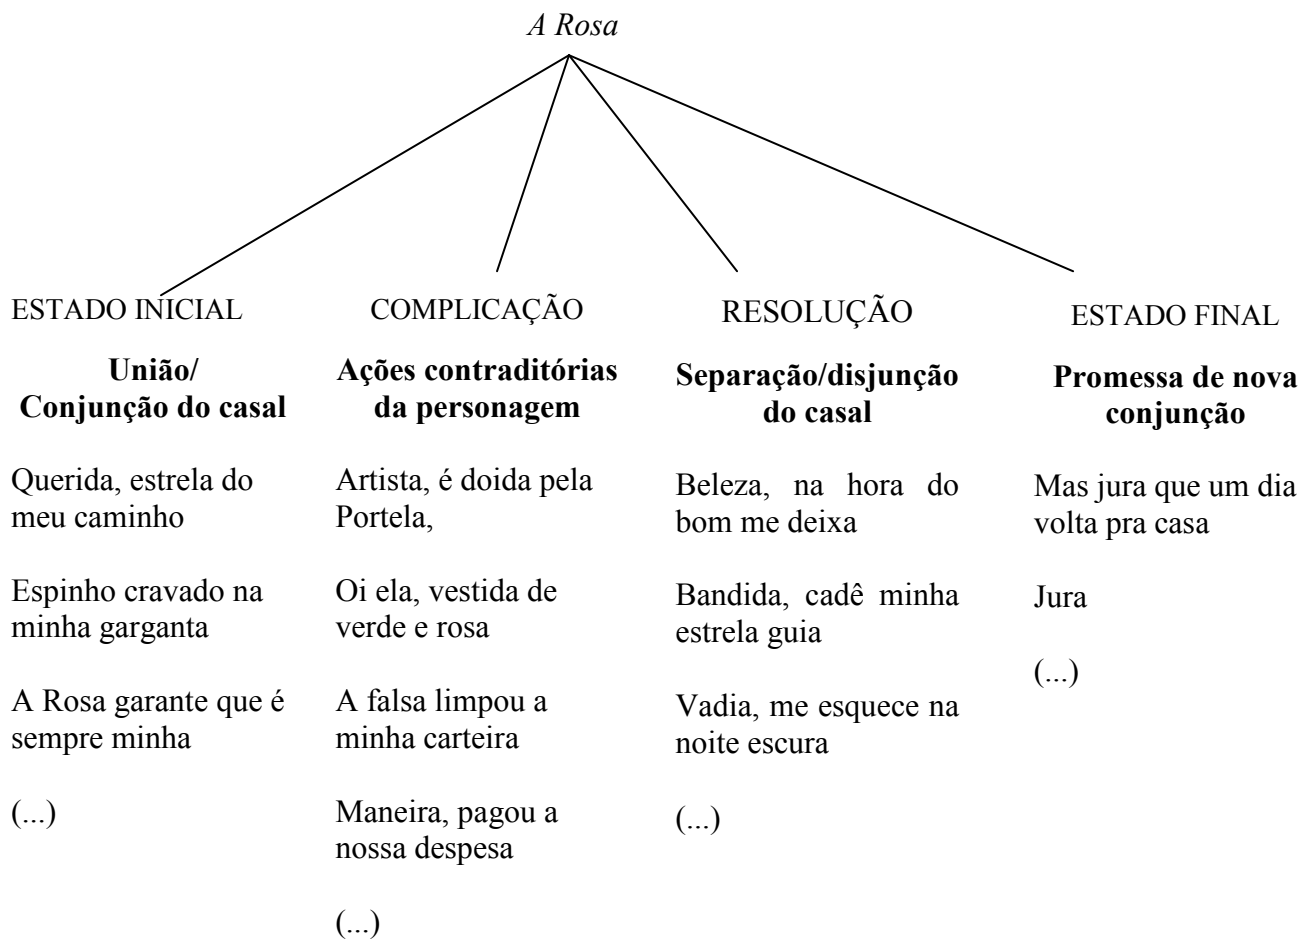 A Rosa
ESTADO INICIAL
União/
Conjunção do casal
Querida, estrela do
meu caminho
Espinho cravado na
minha garganta
A Rosa garante que é
sempre minha
(...)
COMPLICAÇÃO
Ações contraditórias
da personagem
Artista, é doida pela
Portela,
Oi ela, vestida de
verde e rosa
A falsa limpou a
minha carteira
Maneira, pagou a
nossa despesa
(...)
RESOLUÇÃO
Separação/disjunção
do casal
Beleza, na hora do
bom me deixa
Bandida, cadê minha
estrela guia
Vadia, me esquece na
noite escura
(...)
ESTADO FINAL
Promessa de nova
conjunção
Mas jura que um dia
volta pra casa
Jura
(...)